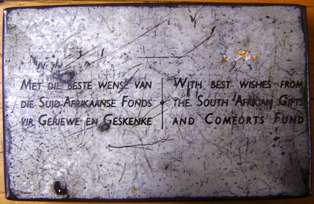 Met die beste wense van
die Suid-Afrikaanse Fonds
vir Geriewe en Geskenke
With best wishes from
the South African Gifts
and Comforts Fund